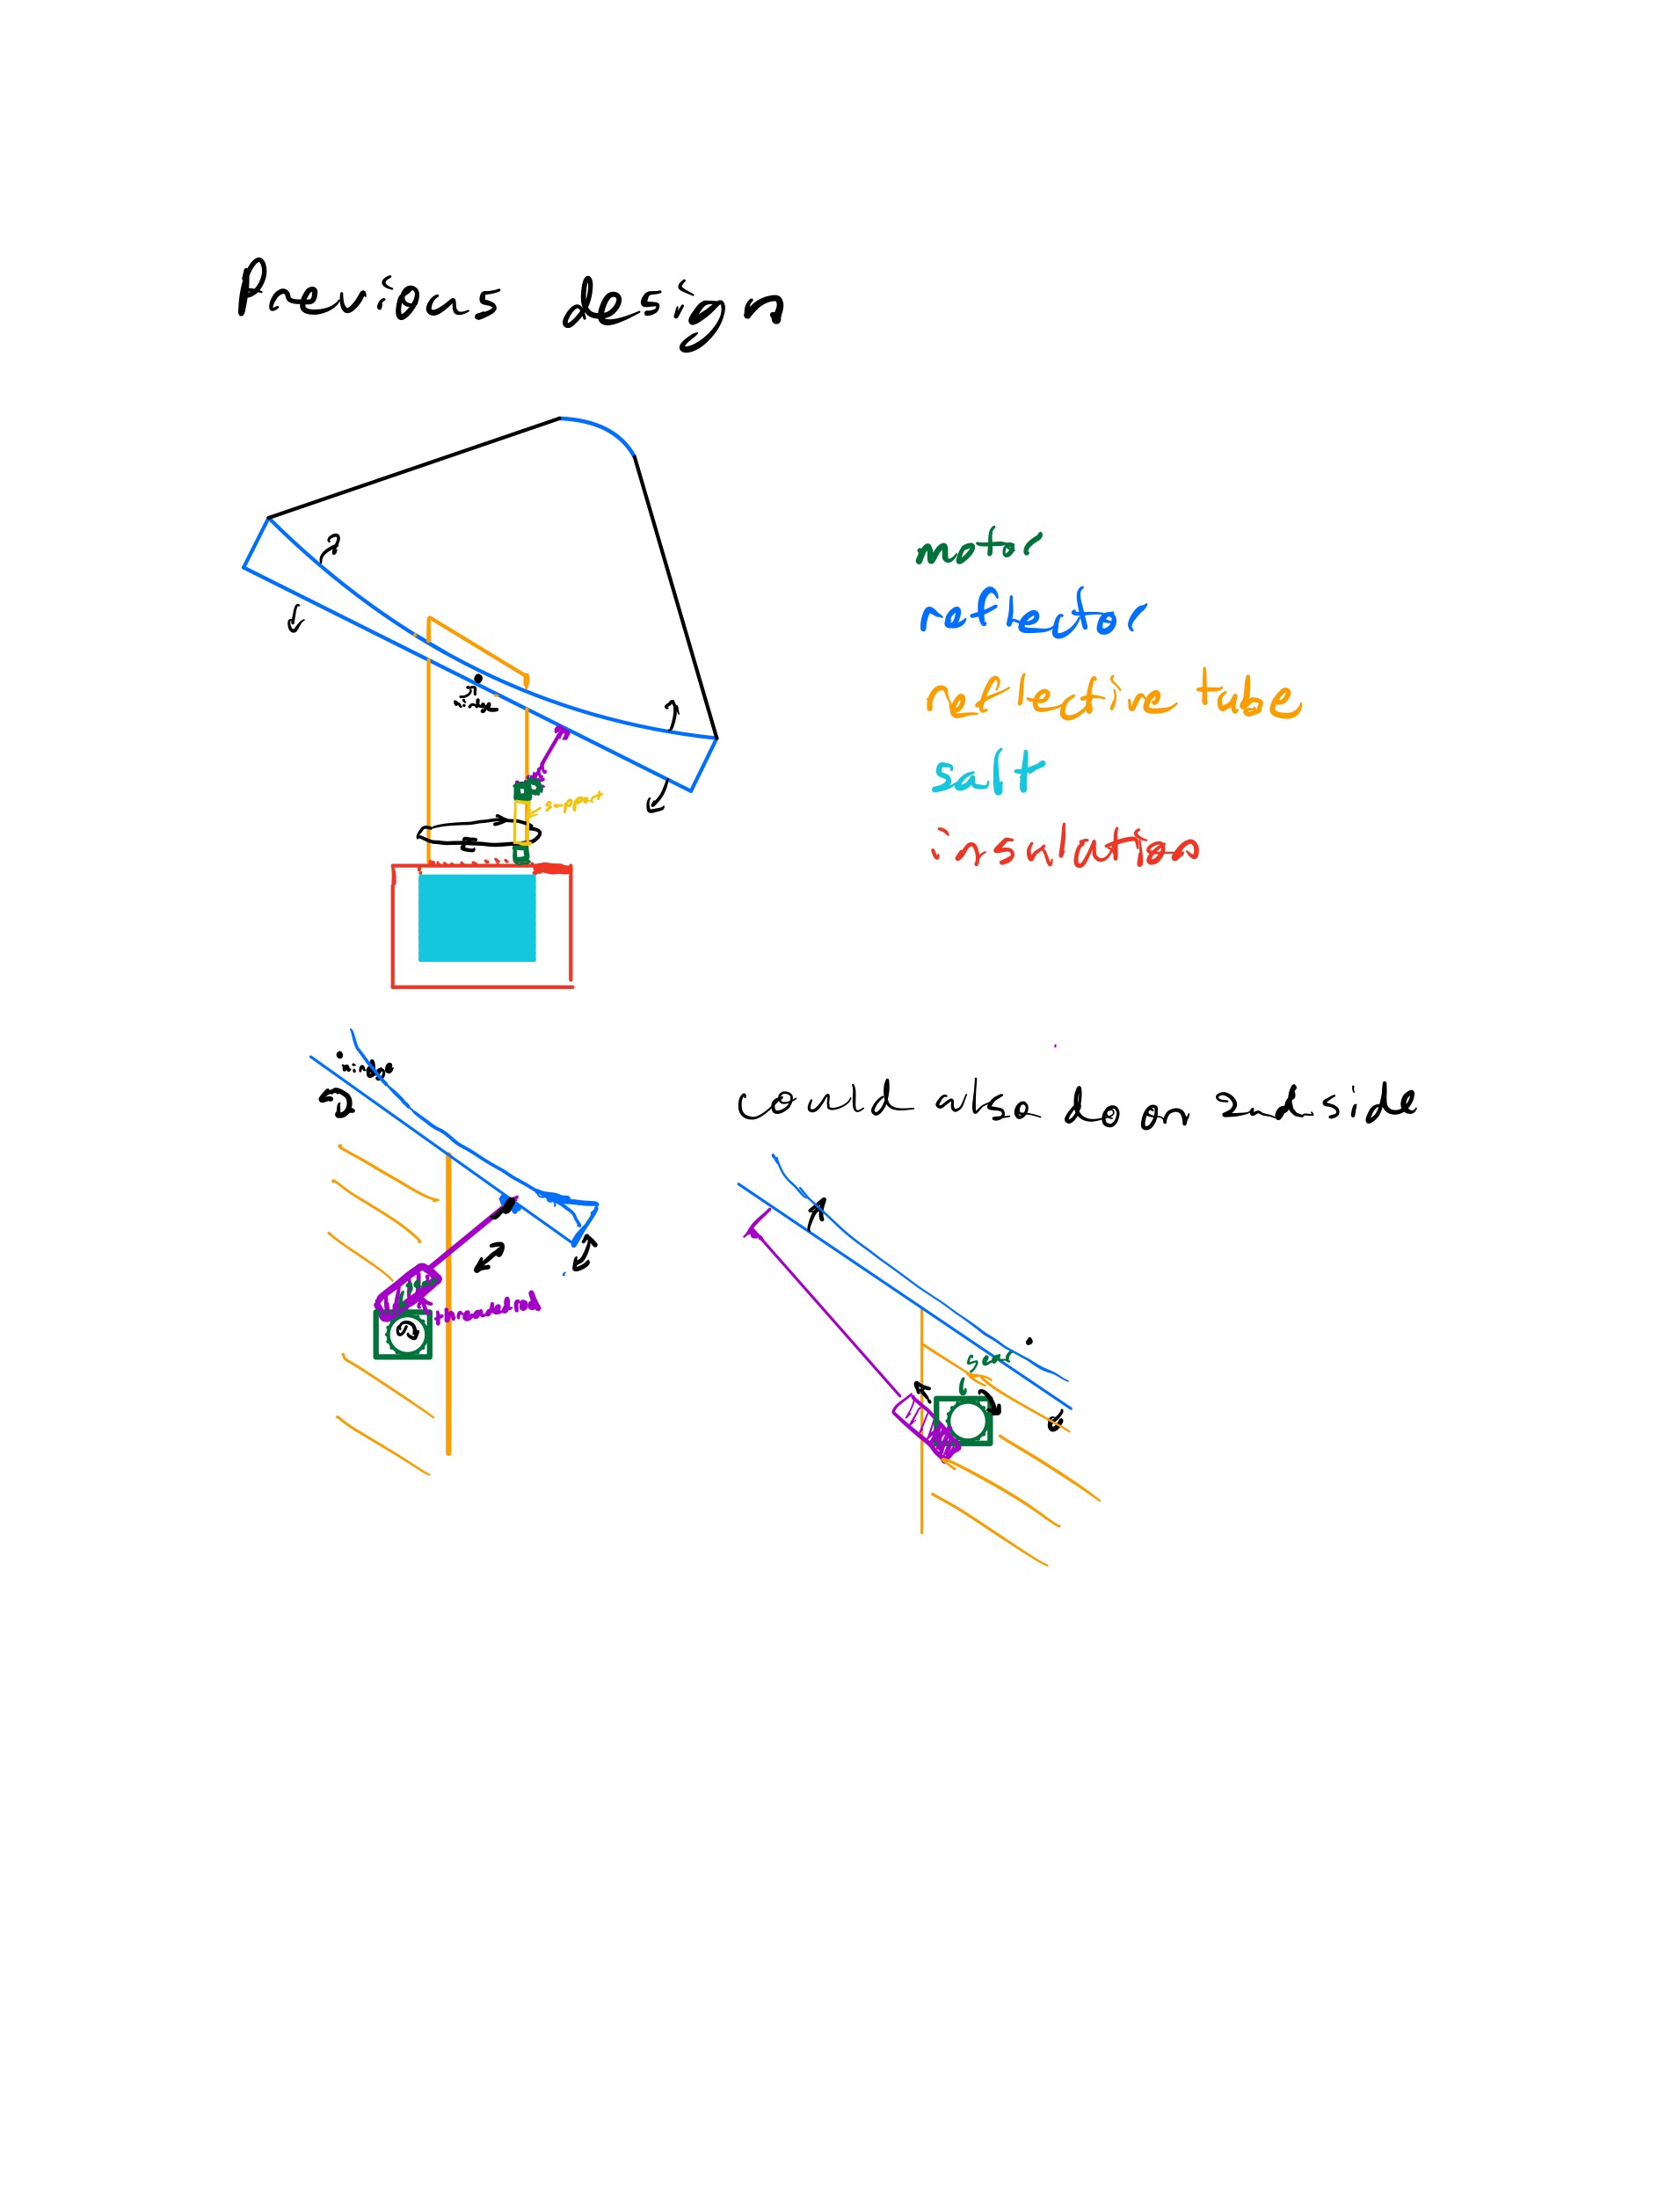 Previous design
motor
reflector
hinge
reflective tube
salt
support
insulation
hinge
could also do on 2nd side
threaded rod
gear